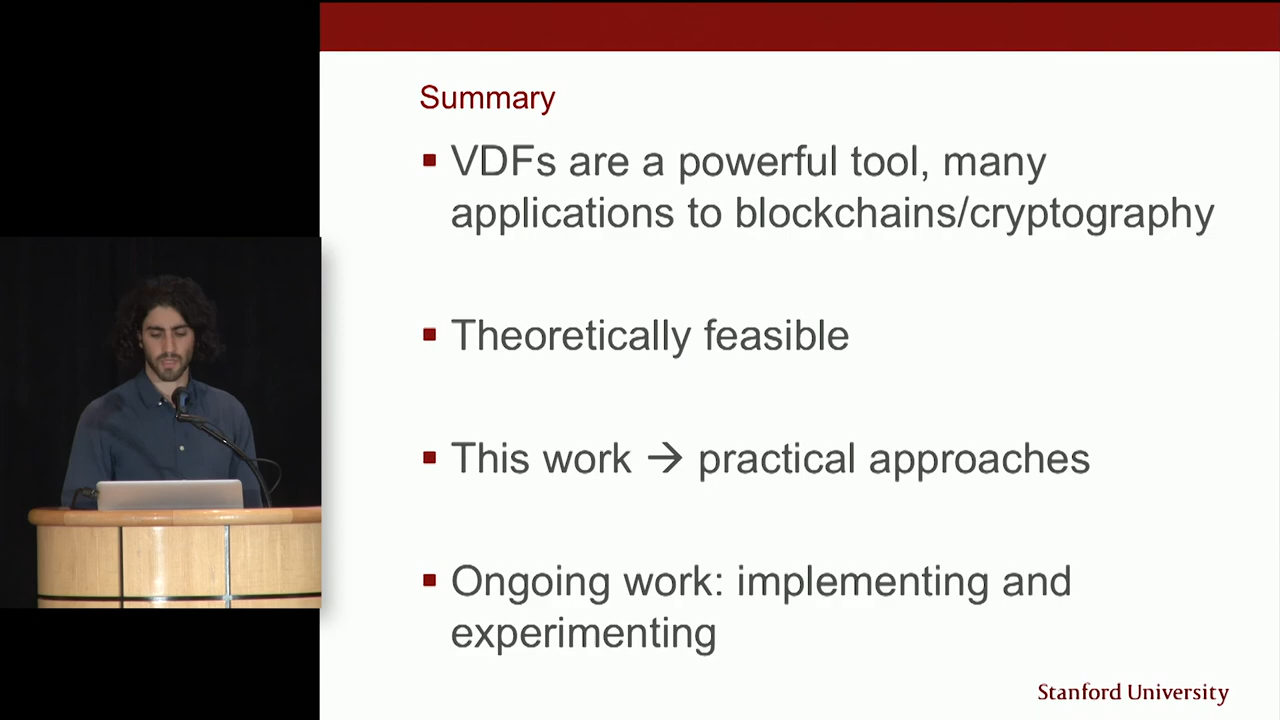 Summary
▪ VDFs are a powerful tool, many
applications to blockchains/cryptography
▪ Theoretically feasible
▪ This work → practical approaches
▪ Ongoing work: implementing and
experimenting
Stanford University